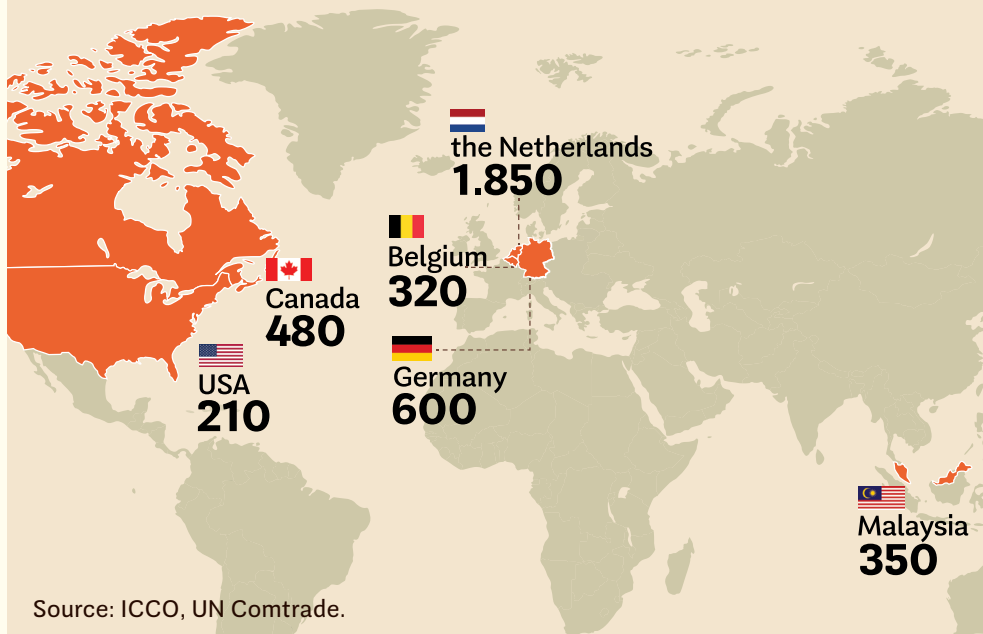 the Netherlands
1.850
Belgium
320
Canada
480
USA
210
Germany
600
Malaysia
350
Source: ICCO, UN Comtrade.